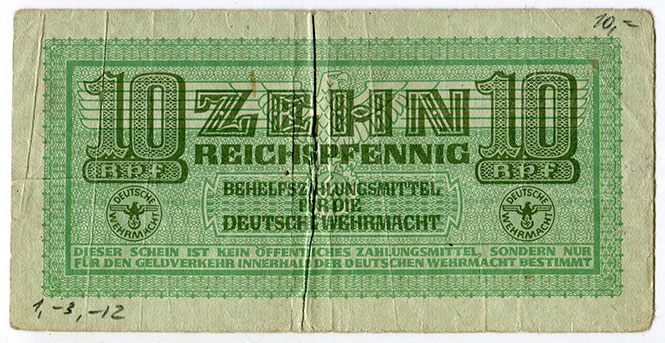 10,=
10 ZEHN 10
RPF. REICHSPFENNIG RPF.
BEHELFSZAHLUNGSMITTEL
FÜR DIE
DEUTSCHE WEHRMACHT
DEUTSCHE WEHRMACHT
DEUTSCHE WEHRMACHT
DIESER SCHEIN IST KEIN ÖFFENTLICHES ZAHLUNGSMITTEL, SONDERN NUR
FÜR DEN GELDVERKEHR INNERHALB DER DEUTSCHEN WEHRMACHT BESTIMMT
1,-3,-12